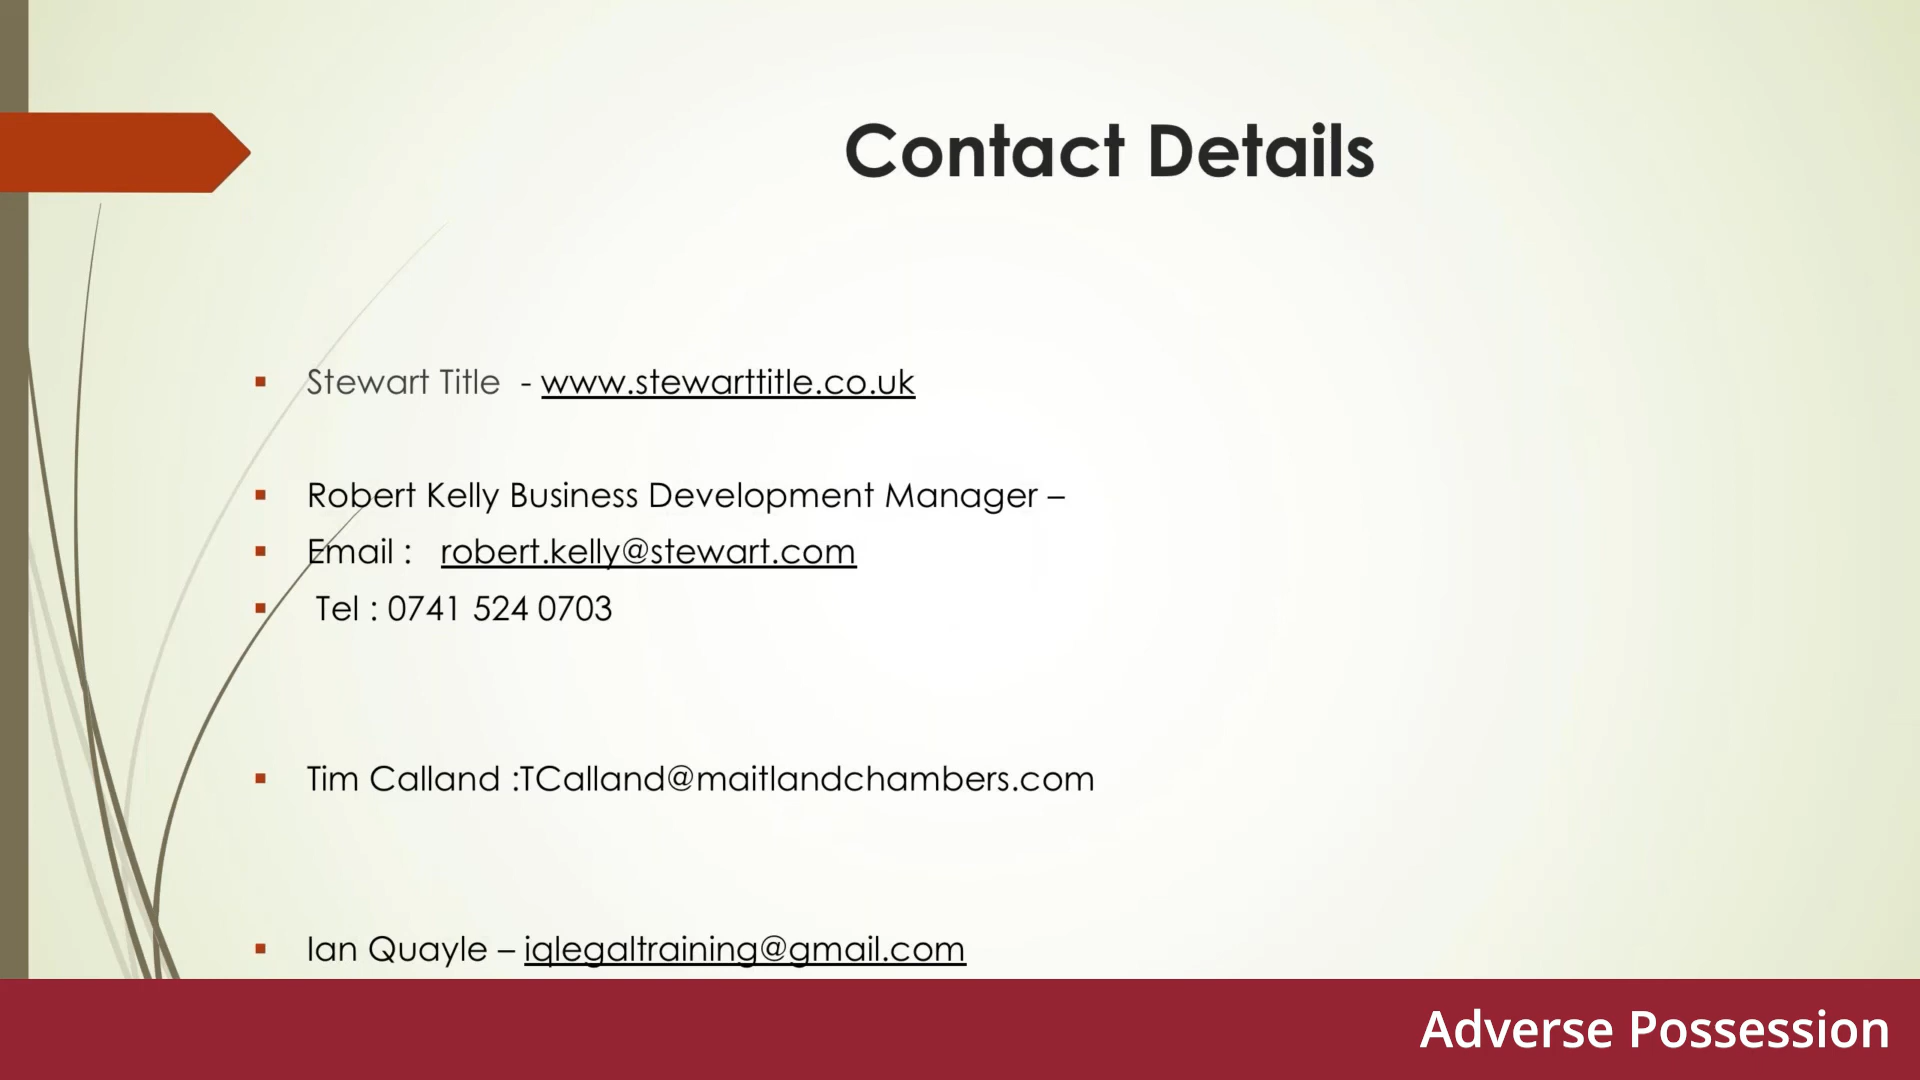 Contact Details
Stewart Title - www.stewarttitle.co.uk
Robert Kelly Business Development Manager –
Email : robert.kelly@stewart.com
Tel : 0741 524 0703
Tim Calland :TCalland@maitlandchambers.com
Ian Quayle – iqlegaltraining@gmail.com
Adverse Possession